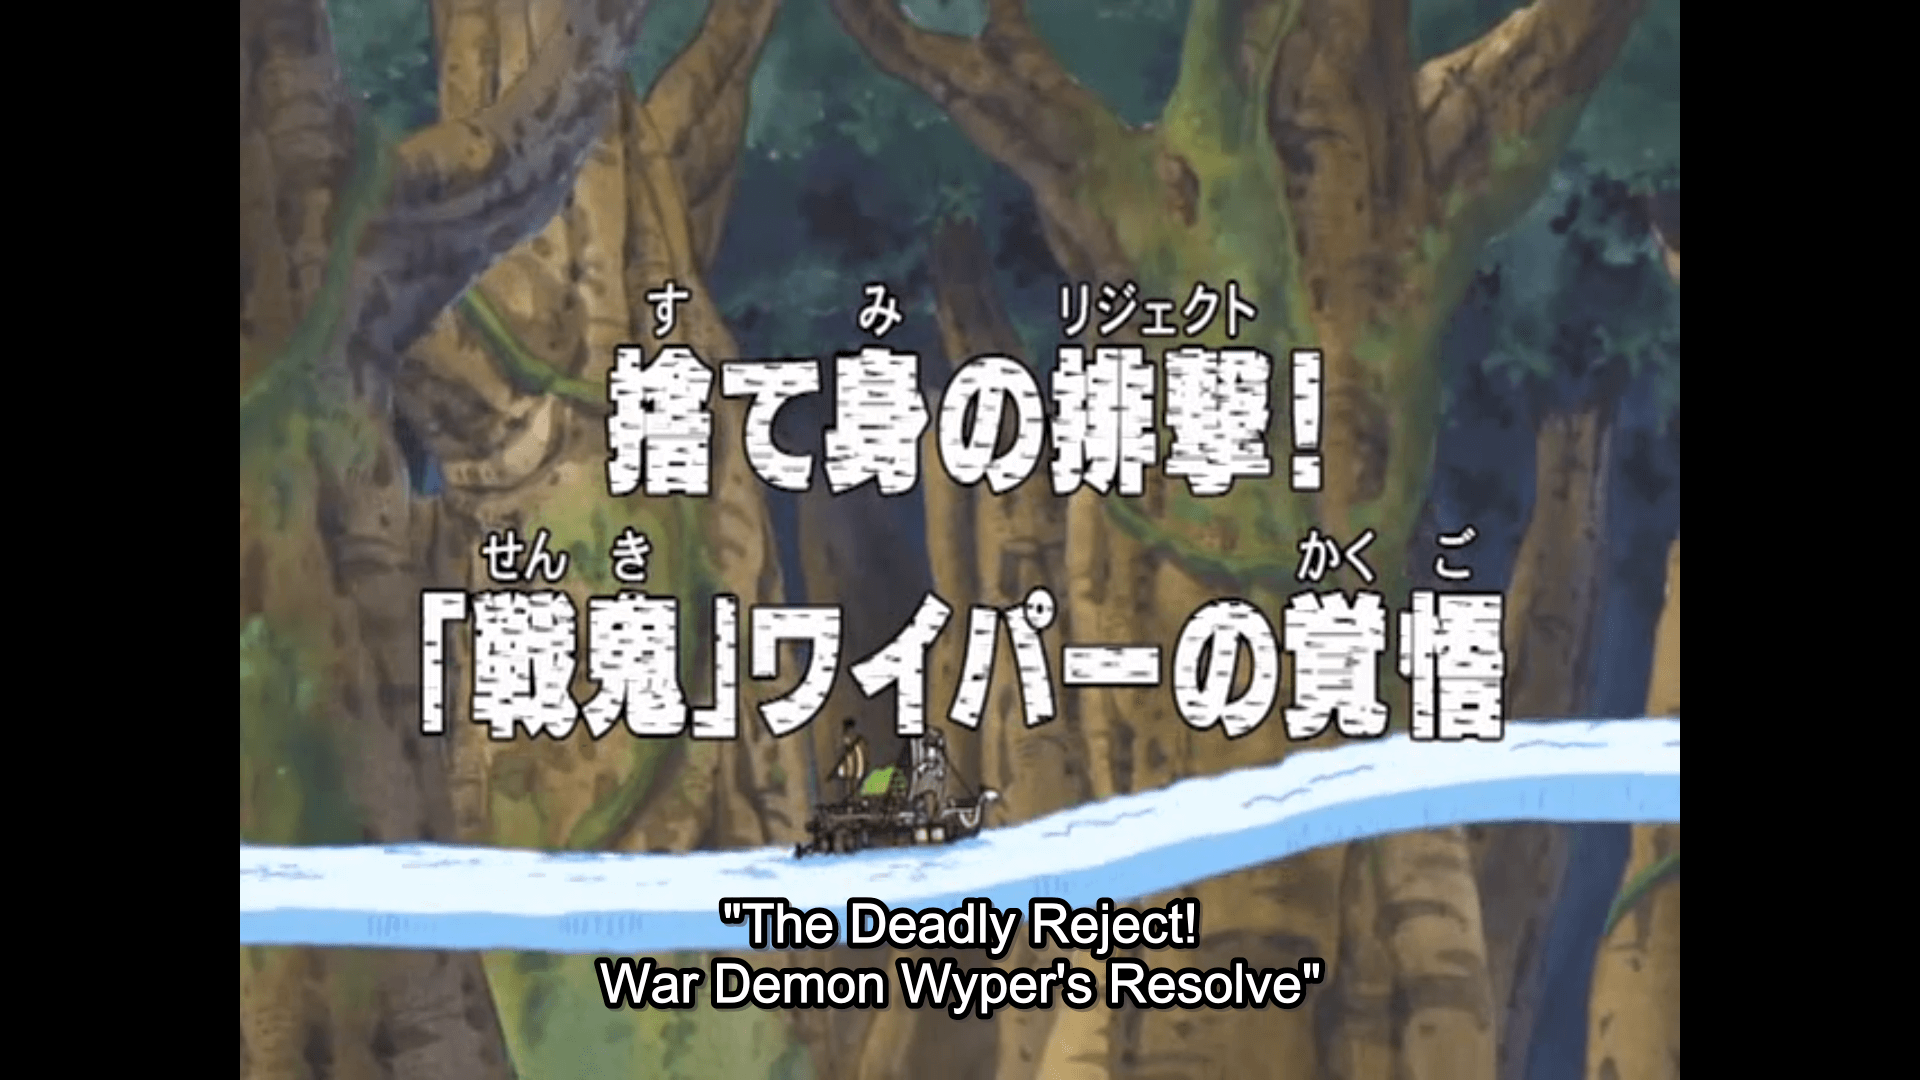 す み リジェクト
捨て身の排撃!
せん き かく ご
「戦鬼」ワイパーの覚悟
"The Deadly Reject!
War Demon Wyper's Resolve"